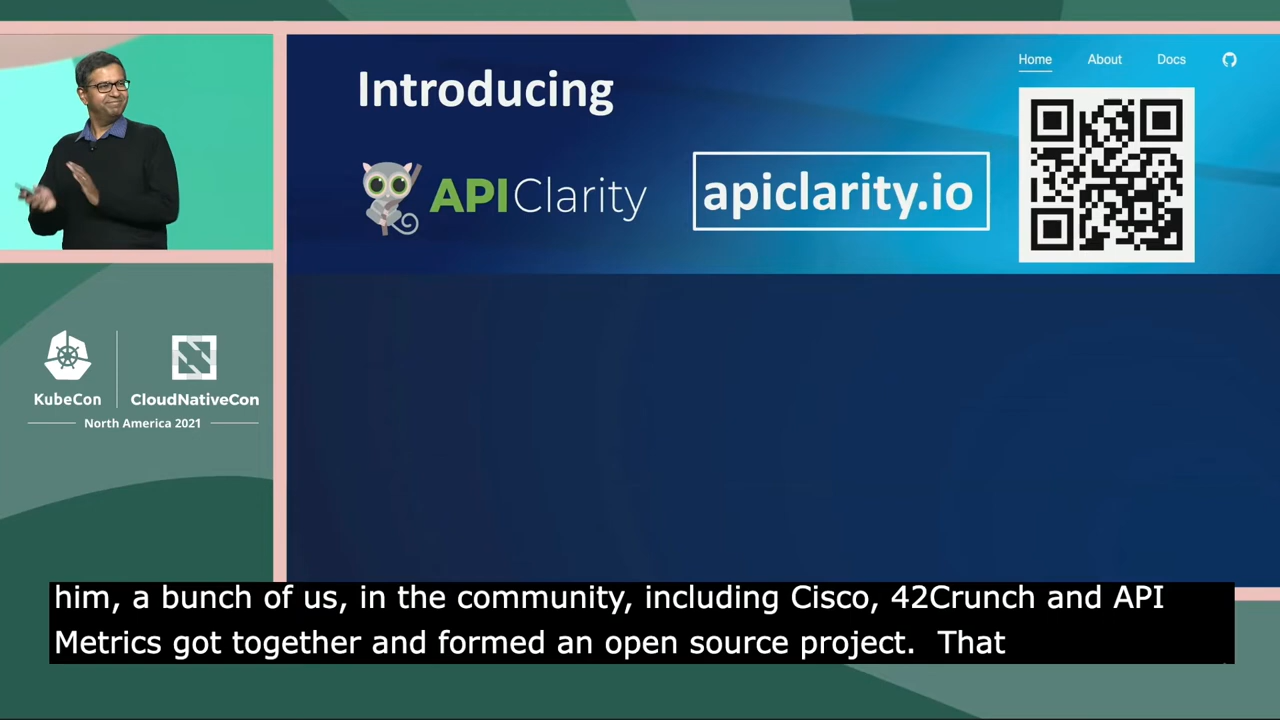 Introducing
APIClarity
apiclarity.io
Home About Docs
KubeCon
CloudNativeCon
North America 2021
him, a bunch of us, in the community, including Cisco, 42Crunch and API
Metrics got together and formed an open source project. That